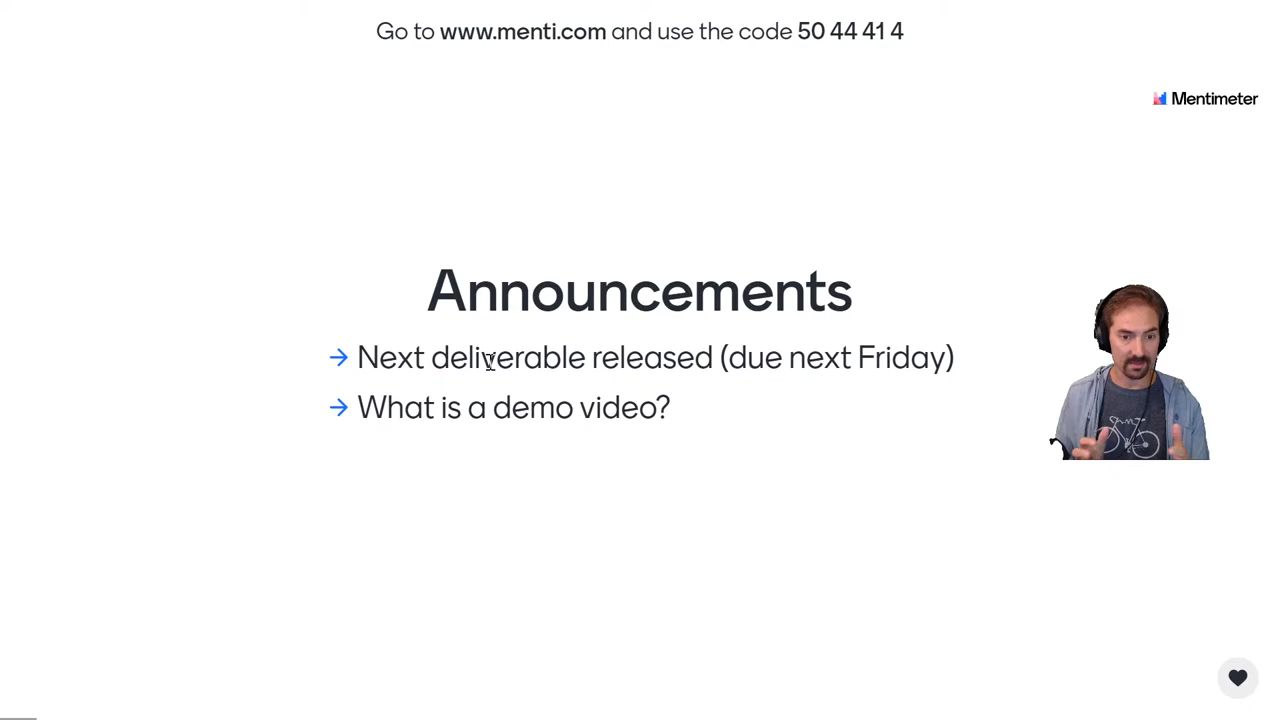 Go to www.menti.com and use the code 50 44 41 4
Mentimeter
Announcements
→ Next deliverable released (due next Friday)
→ What is a demo video?